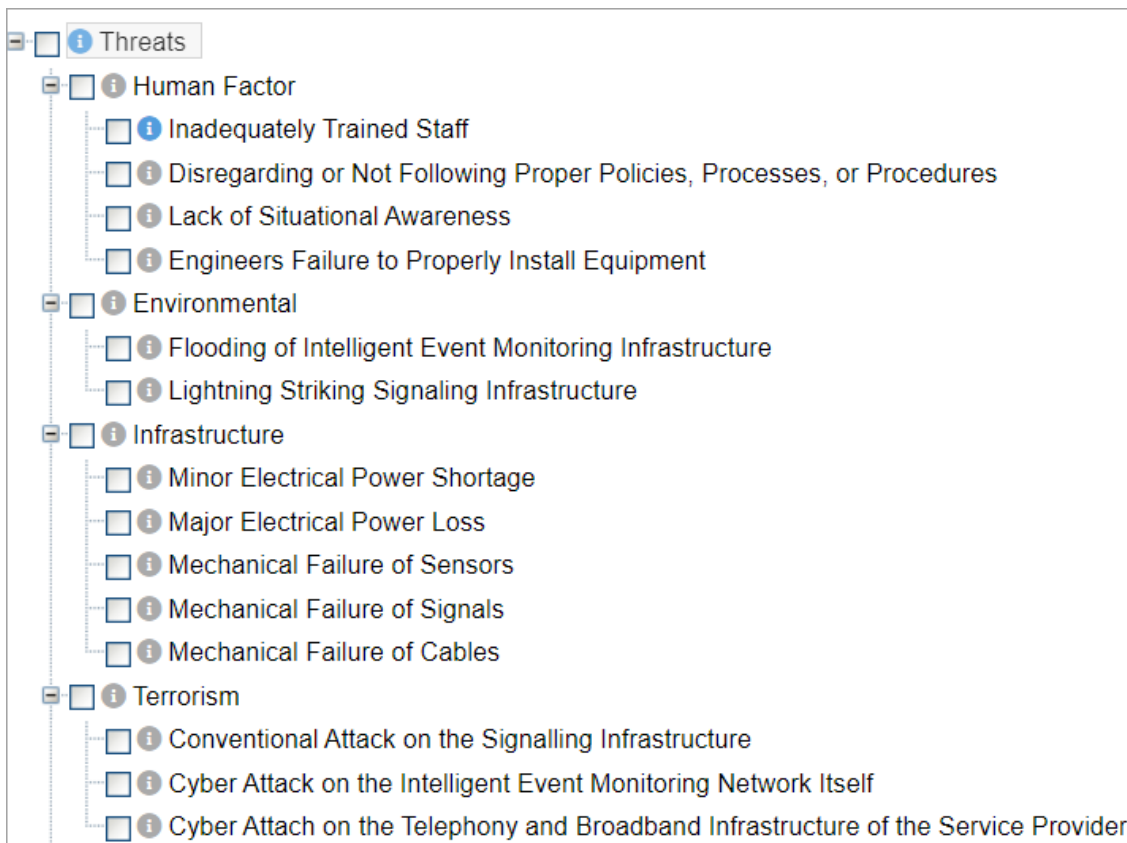 Threats
Human Factor
Inadequately Trained Staff
Disregarding or Not Following Proper Policies, Processes, or Procedures
Lack of Situational Awareness
Engineers Failure to Properly Install Equipment
Environmental
Flooding of Intelligent Event Monitoring Infrastructure
Lightning Striking Signaling Infrastructure
Infrastructure
Minor Electrical Power Shortage
Major Electrical Power Loss
Mechanical Failure of Sensors
Mechanical Failure of Signals
Mechanical Failure of Cables
Terrorism
Conventional Attack on the Signalling Infrastructure
Cyber Attack on the Intelligent Event Monitoring Network Itself
Cyber Attach on the Telephony and Broadband Infrastructure of the Service Provider